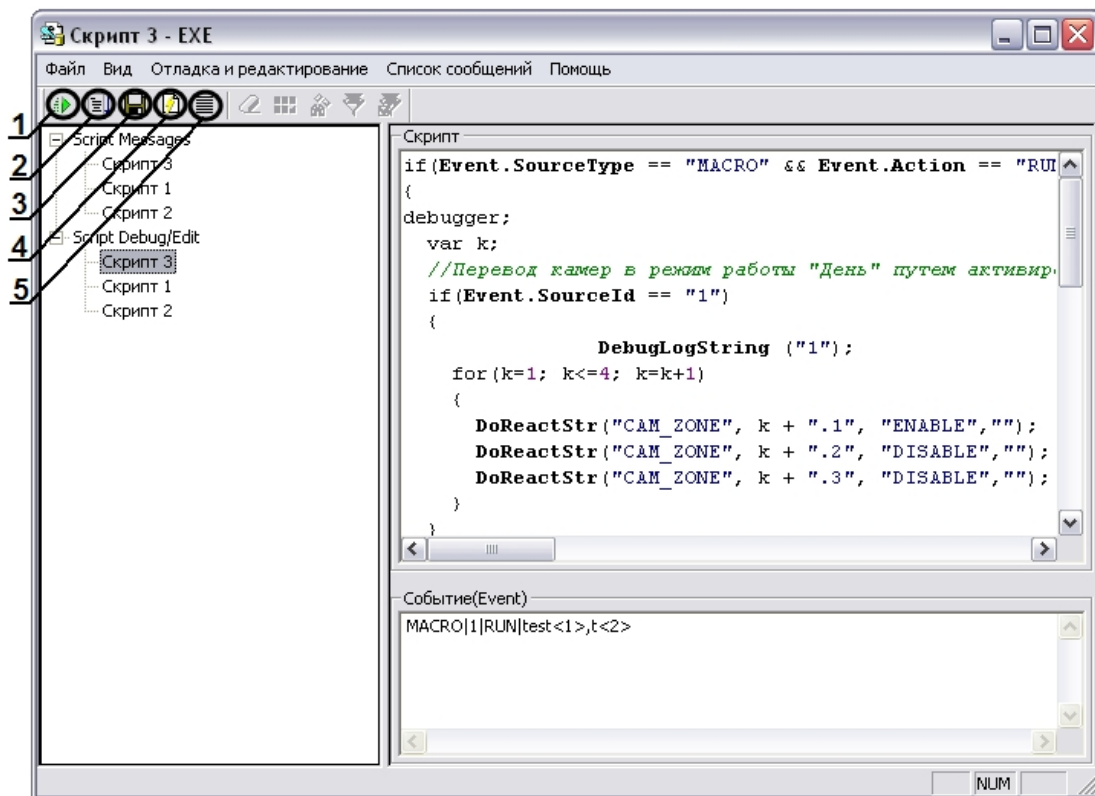 Скрипт 3 - EXE
Файл Вид Отладка и редактирование Список сообщений Помощь
1
2
3
4
5
Script Messages
Скрипт 3
Скрипт 1
Скрипт 2
Script Debug/Edit
Скрипт 3
Скрипт 1
Скрипт 2
Скрипт
if(Event.SourceType == "MACRO" && Event.Action == "RU
{
debugger;
var k;
//Перевод камер в режим работы "День" путем активир
if(Event.SourceId == "1")
{
DebugLogString ("1");
for(k=1; k<=4; k=k+1)
{
DoReactStr("CAM_ZONE", k + ".1", "ENABLE","");
DoReactStr("CAM_ZONE", k + ".2", "DISABLE","");
DoReactStr("CAM_ZONE", k + ".3", "DISABLE","");
}
}
Событие(Event)
MACRO|1|RUN|test<1>,t<2>
NUM